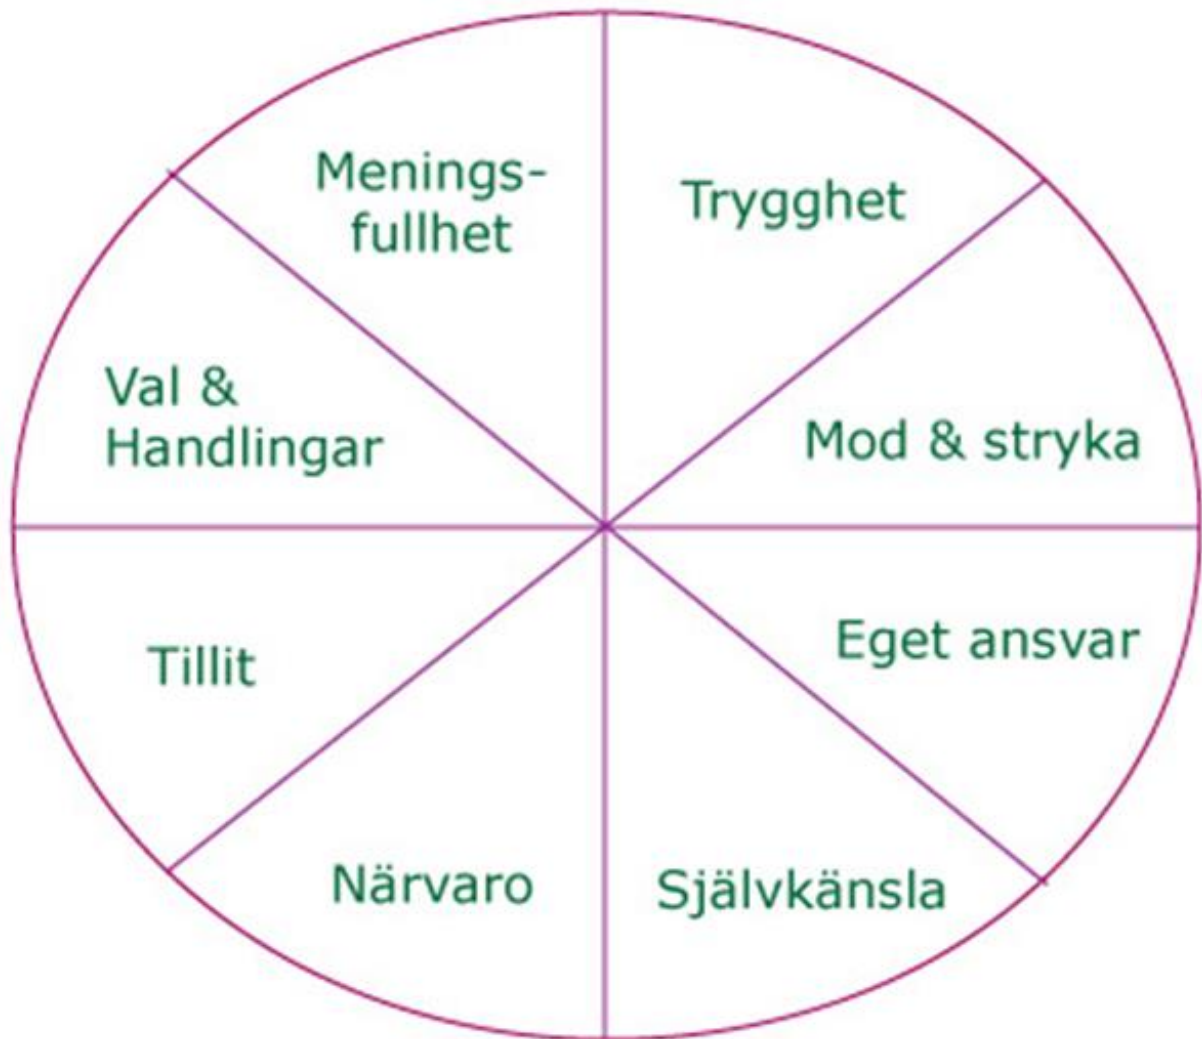 Menings-
fullhet
Trygghet
Val &
Handlingar
Mod & stryka
Tillit
Eget ansvar
Närvaro
Självkänsla